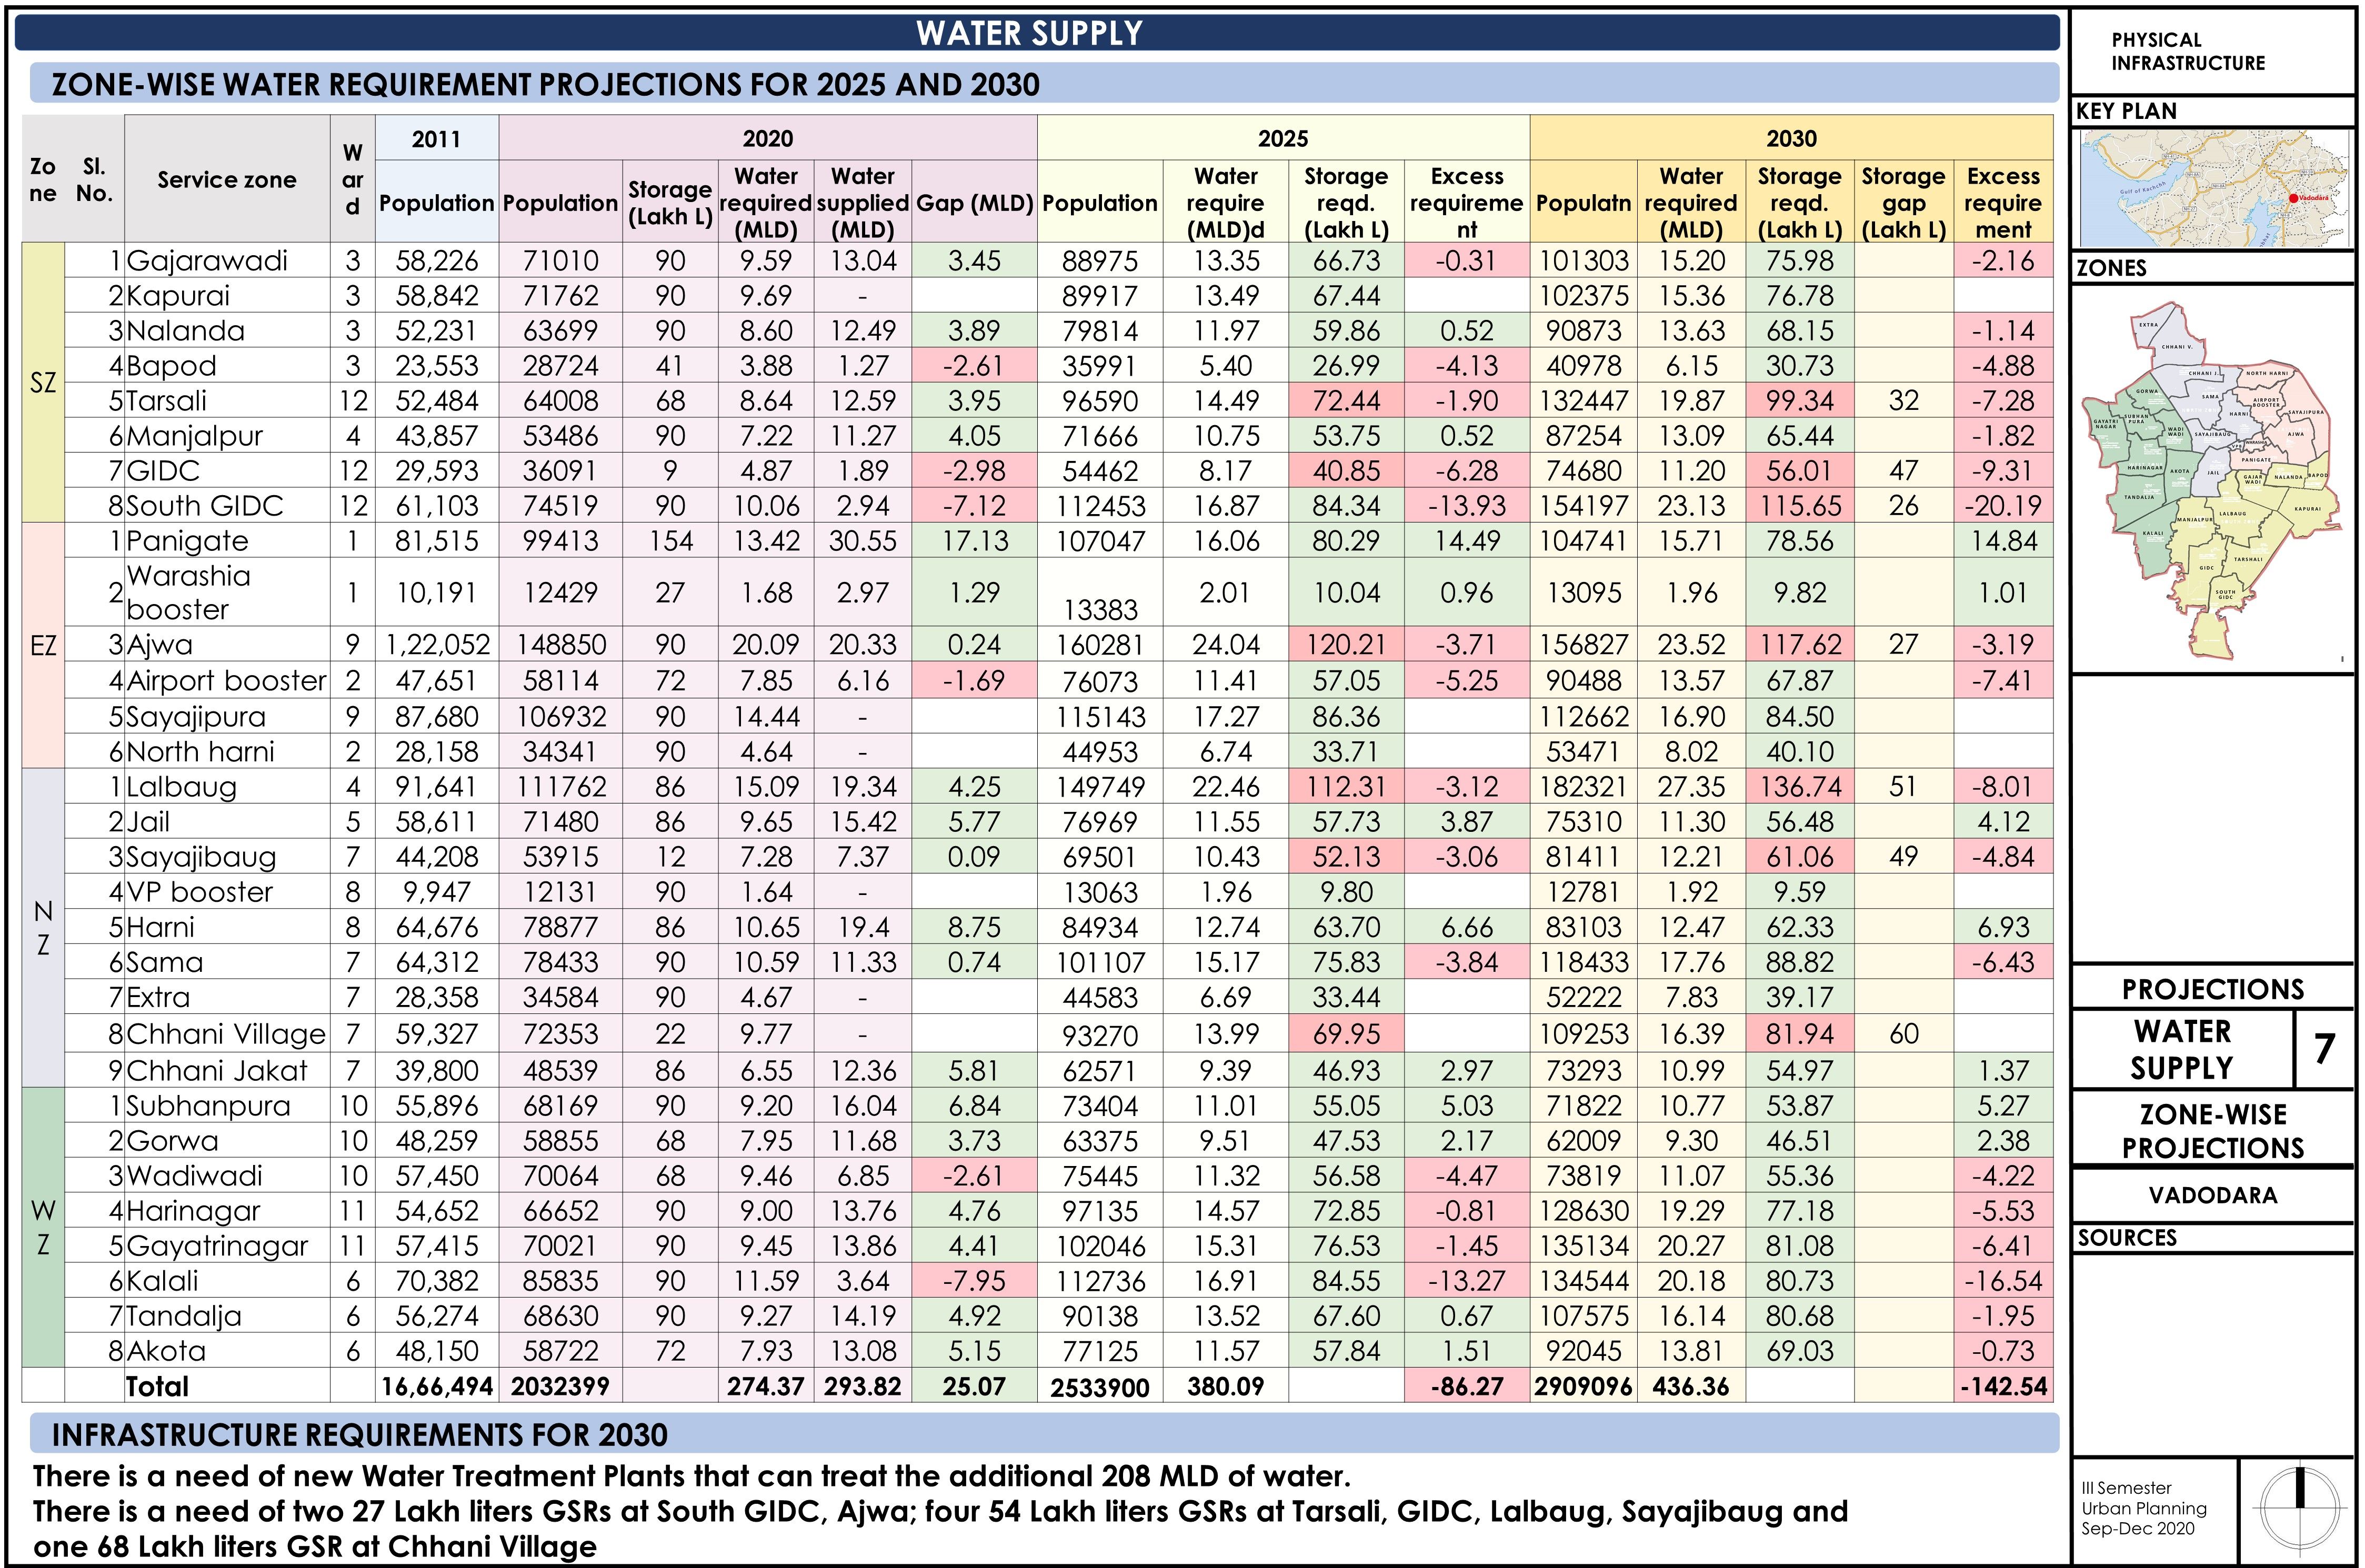 WATER SUPPLY
ZONE-WISE WATER REQUIREMENT PROJECTIONS FOR 2025 AND 2030
Zo ne Sl. No. Service zone W ar d 2011 2020 2025 2030
Population Population Storage (Lakh L) Water required (MLD) Water supplied (MLD) Gap (MLD) Population Water require (MLD)d Storage reqd. (Lakh L) Excess requireme nt Populatn Water required (MLD) Storage reqd. (Lakh L) Storage gap (Lakh L) Excess require ment
SZ
1 Gajarawadi 3 58,226 71010 90 9.59 13.04 3.45 88975 13.35 66.73 -0.31 101303 15.20 75.98 -2.16
2 Kapurai 3 58,842 71762 90 9.69 - 89917 13.49 67.44 102375 15.36 76.78
3 Nalanda 3 52,231 63699 90 8.60 12.49 3.89 79814 11.97 59.86 0.52 90873 13.63 68.15 -1.14
4 Bapod 3 23,553 28724 41 3.88 1.27 -2.61 35991 5.40 26.99 -4.13 40978 6.15 30.73 -4.88
5 Tarsali 12 52,484 64008 68 8.64 12.59 3.95 96590 14.49 72.44 -1.90 132447 19.87 99.34 32 -7.28
6 Manjalpur 4 43,857 53486 90 7.22 11.27 4.05 71666 10.75 53.75 0.52 87254 13.09 65.44 -1.82
7 GIDC 12 29,593 36091 9 4.87 1.89 -2.98 54462 8.17 40.85 -6.28 74680 11.20 56.01 47 -9.31
8 South GIDC 12 61,103 74519 90 10.06 2.94 -7.12 112453 16.87 84.34 -13.93 154197 23.13 115.65 26 -20.19
EZ
1 Panigate 1 81,515 99413 154 13.42 30.55 17.13 107047 16.06 80.29 14.49 104741 15.71 78.56 14.84
2 Warashia booster 1 10,191 12429 27 1.68 2.97 1.29 13383 2.01 10.04 0.96 13095 1.96 9.82 1.01
3 Ajwa 9 1,22,052 148850 90 20.09 20.33 0.24 160281 24.04 120.21 -3.71 156827 23.52 117.62 27 -3.19
4 Airport booster 2 47,651 58114 72 7.85 6.16 -1.69 76073 11.41 57.05 -5.25 90488 13.57 67.87 -7.41
5 Sayajipura 9 87,680 106932 90 14.44 - 115143 17.27 86.36 112662 16.90 84.50
6 North harni 2 28,158 34341 90 4.64 - 44953 6.74 33.71 53471 8.02 40.10
N Z
1 Lalbaug 4 91,641 111762 86 15.09 19.34 4.25 149749 22.46 112.31 -3.12 182321 27.35 136.74 51 -8.01
2 Jail 5 58,611 71480 86 9.65 15.42 5.77 76969 11.55 57.73 3.87 75310 11.30 56.48 4.12
3 Sayajibaug 7 44,208 53915 12 7.28 7.37 0.09 69501 10.43 52.13 -3.06 81411 12.21 61.06 49 -4.84
4 VP booster 8 9,947 12131 90 1.64 - 13063 1.96 9.80 12781 1.92 9.59
5 Harni 8 64,676 78877 86 10.65 19.4 8.75 84934 12.74 63.70 6.66 83103 12.47 62.33 6.93
6 Sama 7 64,312 78433 90 10.59 11.33 0.74 101107 15.17 75.83 -3.84 118433 17.76 88.82 -6.43
7 Extra 7 28,358 34584 90 4.67 - 44583 6.69 33.44 52222 7.83 39.17
8 Chhani Village 7 59,327 72353 22 9.77 - 93270 13.99 69.95 109253 16.39 81.94 60
9 Chhani Jakat 7 39,800 48539 86 6.55 12.36 5.81 62571 9.39 46.93 2.97 73293 10.99 54.97 1.37
W Z
1 Subhanpura 10 55,896 68169 90 9.20 16.04 6.84 73404 11.01 55.05 5.03 71822 10.77 53.87 5.27
2 Gorwa 10 48,259 58855 68 7.95 11.68 3.73 63375 9.51 47.53 2.17 62009 9.30 46.51 2.38
3 Wadiwadi 10 57,450 70064 68 9.46 6.85 -2.61 75445 11.32 56.58 -4.47 73819 11.07 55.36 -4.22
4 Harinagar 11 54,652 66652 90 9.00 13.76 4.76 97135 14.57 72.85 -0.81 128630 19.29 77.18 -5.53
5 Gayatrinagar 11 57,415 70021 90 9.45 13.86 4.41 102046 15.31 76.53 -1.45 135134 20.27 81.08 -6.41
6 Kalali 6 70,382 85835 90 11.59 3.64 -7.95 112736 16.91 84.55 -13.27 134544 20.18 80.73 -16.54
7 Tandalja 6 56,274 68630 90 9.27 14.19 4.92 90138 13.52 67.60 0.67 107575 16.14 80.68 -1.95
8 Akota 6 48,150 58722 72 7.93 13.08 5.15 77125 11.57 57.84 1.51 92045 13.81 69.03 -0.73
Total 16,66,494 2032399 274.37 293.82 25.07 2533900 380.09 -86.27 2909096 436.36 -142.54
INFRASTRUCTURE REQUIREMENTS FOR 2030
There is a need of new Water Treatment Plants that can treat the additional 208 MLD of water.
There is a need of two 27 Lakh liters GSRs at South GIDC, Ajwa; four 54 Lakh liters GSRs at Tarsali, GIDC, Lalbaug, Sayajibaug and
one 68 Lakh liters GSR at Chhani Village
PHYSICAL
INFRASTRUCTURE
KEY PLAN
Gulf of Kachchh
Vadodara
ZONES
EXTRA
CHHANI V.
CHHANI J.
NORTH HARNI
GORWA
SAMA
AIRPORT
BOOSTER
SAYAJIPURA
HARNI
SUBHAN
PURA
GAYATRI
NAGAR
WADI
WADI
SAYAJIBAUG
VPB
WARASHIA
AJWA
PANIGATE
HARINAGAR
AKOTA
JAIL
GAJAR
WADI
NALANDA
BAPOD
TANDALJA
KAPURAI
LALBAUG
MANJALPUR
KALALI
TARSHALI
GIDC
SOUTH
GIDC
PROJECTIONS
WATER
SUPPLY
7
ZONE-WISE
PROJECTIONS
VADODARA
SOURCES
III Semester
Urban Planning
Sep-Dec 2020